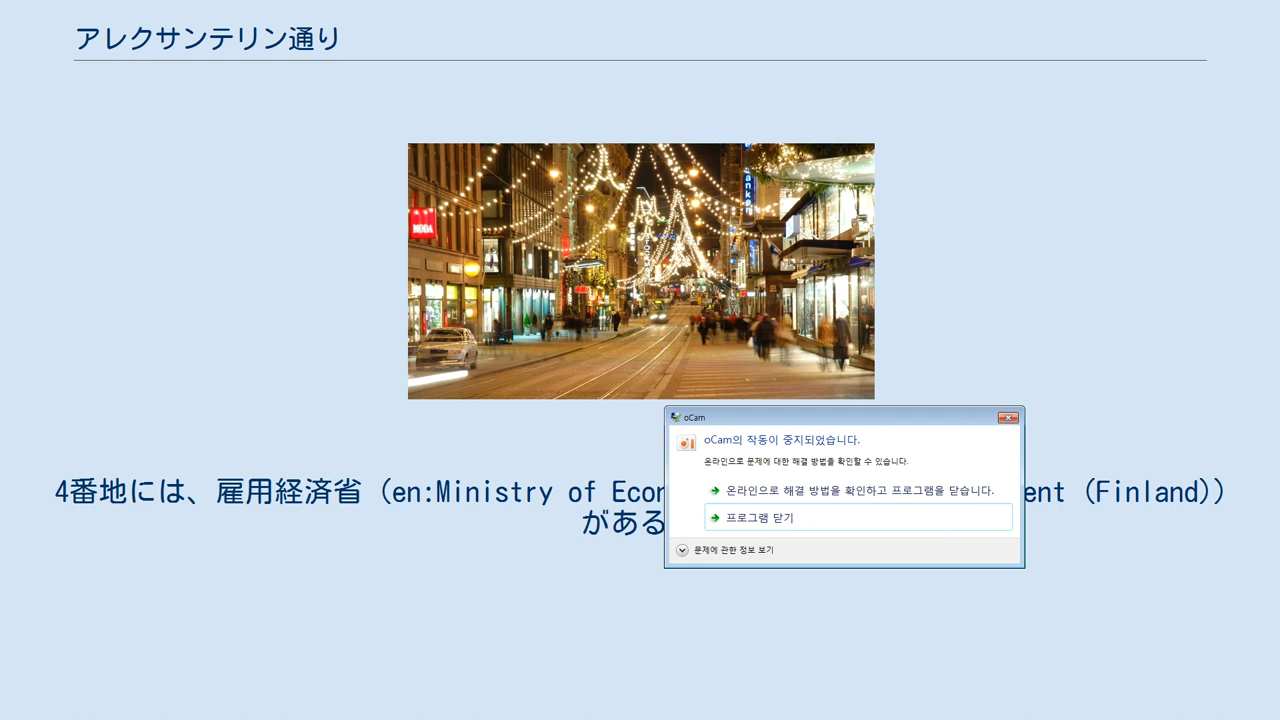 アレクサンテリン通り
MODA
oCam
oCam의 작동이 중지되었습니다.
온라인으로 문제에 대한 해결 방법을 확인할 수 있습니다.
4番地には、雇用経済省（en:Ministry of Econ
온라인으로 해결 방법을 확인하고 프로그램을 닫습니다.
ent (Finland)）
がある
프로그램 닫기
문제에 관한 정보 보기